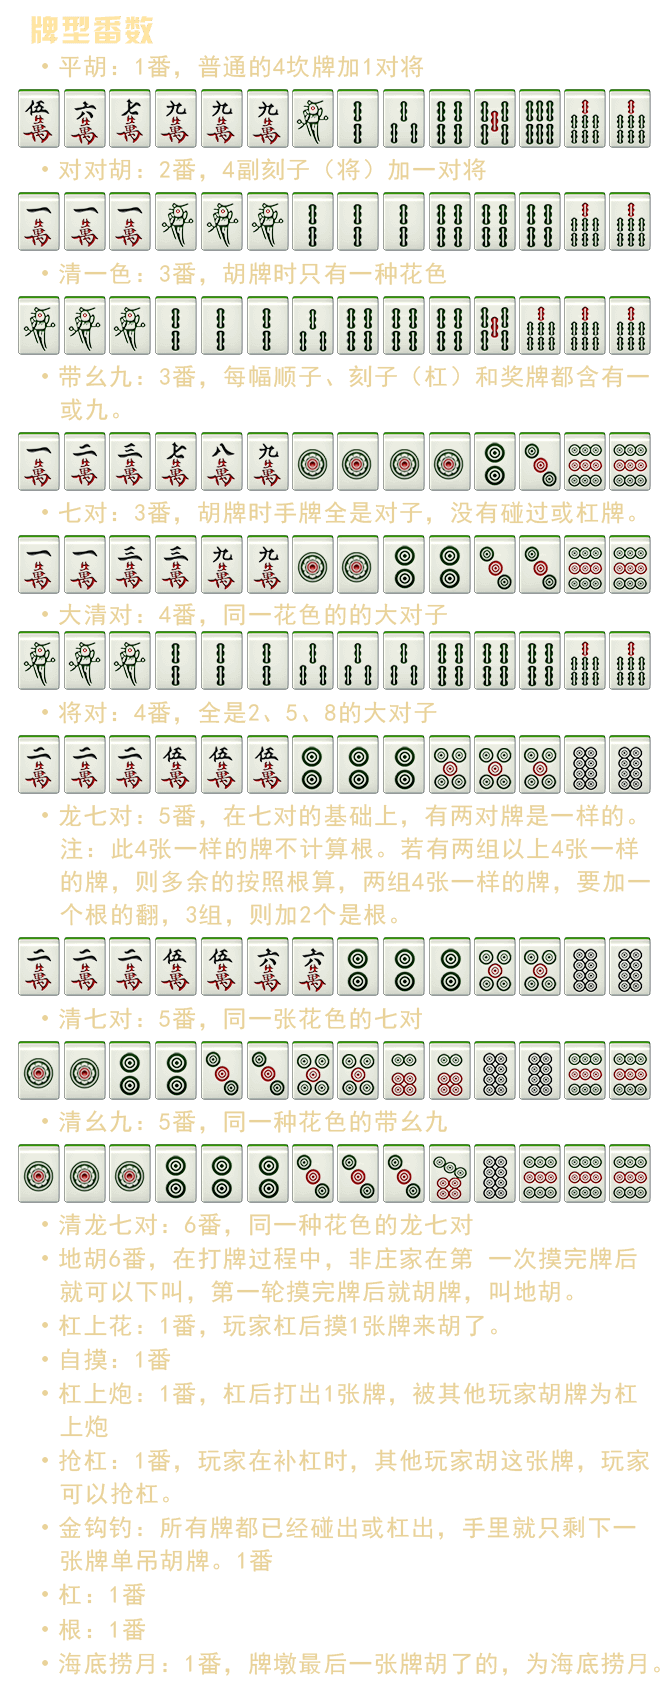 牌型番数
• 平胡：1番，普通的4坎牌加1对将
伍萬 六萬 七萬 九萬 九萬 九萬
• 对对胡：2番，4副刻子（将）加一对将
一萬 一萬 一萬
• 清一色：3番，胡牌时只有一种花色
• 带幺九：3番，每幅顺子、刻子（杠）和奖牌都含有一
或九。
一萬 二萬 三萬 七萬 八萬 九萬
• 七对：3番，胡牌时手牌全是对子，没有碰过或杠牌。
一萬 一萬 三萬 三萬 九萬 九萬
• 大清对：4番，同一花色的的大对子
• 将对：4番，全是2、5、8的大对子
二萬 二萬 二萬 伍萬 伍萬 伍萬
• 龙七对：5番，在七对的基础上，有两对牌是一样的。
注：此4张一样的牌不计算根。若有两组以上4张一样
的牌，则多余的按照根算，两组4张一样的牌，要加一
个根的翻，3组，则加2个是根。
二萬 二萬 二萬 伍萬 伍萬 六萬 六萬
• 清七对：5番，同一张花色的七对
• 清幺九：5番，同一种花色的带幺九
• 清龙七对：6番，同一种花色的龙七对
• 地胡6番，在打牌过程中，非庄家在第 一次摸完牌后
就可以下叫，第一轮摸完牌后就胡牌，叫地胡。
• 杠上花：1番，玩家杠后摸1张牌来胡了。
• 自摸：1番
• 杠上炮：1番，杠后打出1张牌，被其他玩家胡牌为杠
上炮
• 抢杠：1番，玩家在补杠时，其他玩家胡这张牌，玩家
可以抢杠。
• 金钩钓：所有牌都已经碰出或杠出，手里就只剩下一
张牌单吊胡牌。1番
• 杠：1番
• 根：1番
• 海底捞月：1番，牌墩最后一张牌胡了的，为海底捞月。